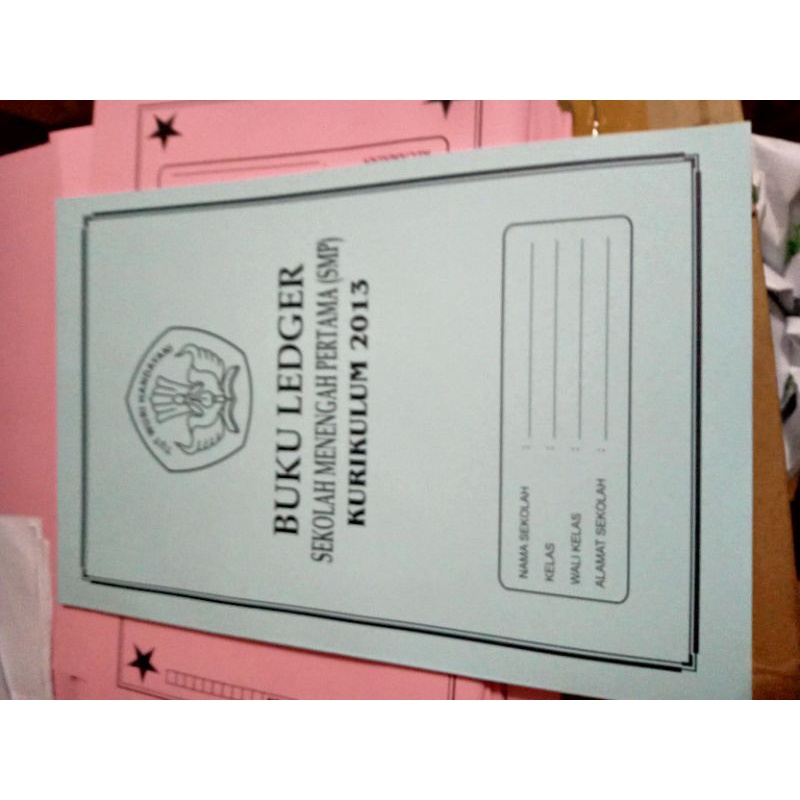 TUT WURI HANDAYANI
BUKU LEDGER
SEKOLAH MENENGAH PERTAMA (SMP)
KURIKULUM 2013
NAMA SEKOLAH :
KELAS :
WALI KELAS :
ALAMAT SEKOLAH :